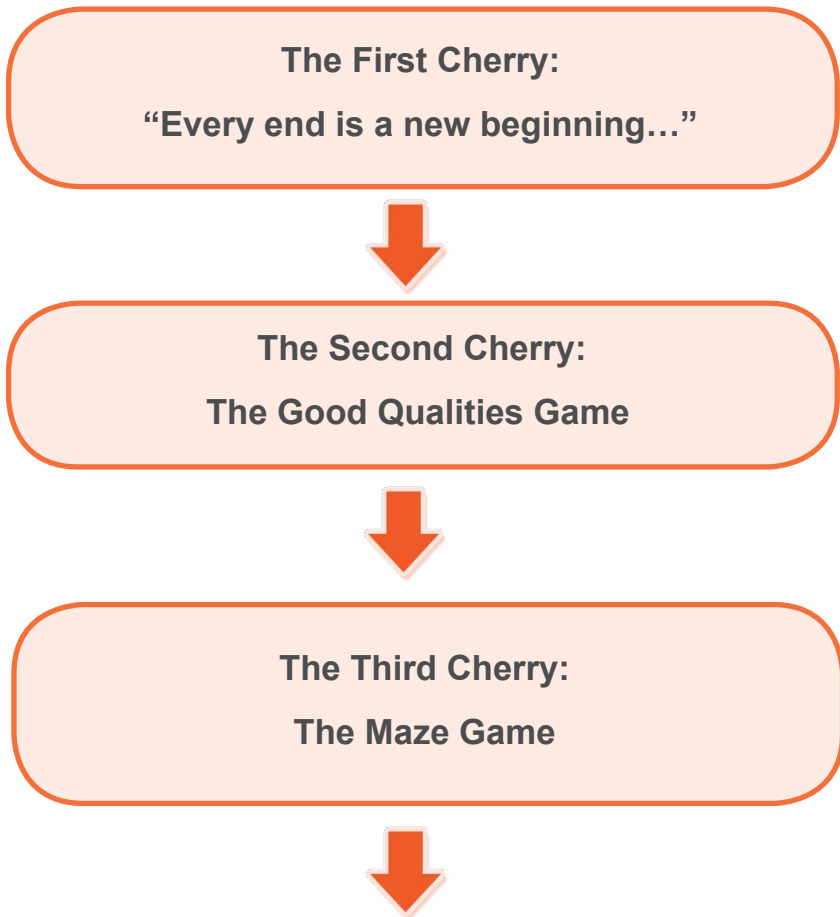 The First Cherry:
“Every end is a new beginning…”
The Second Cherry:
The Good Qualities Game
The Third Cherry:
The Maze Game